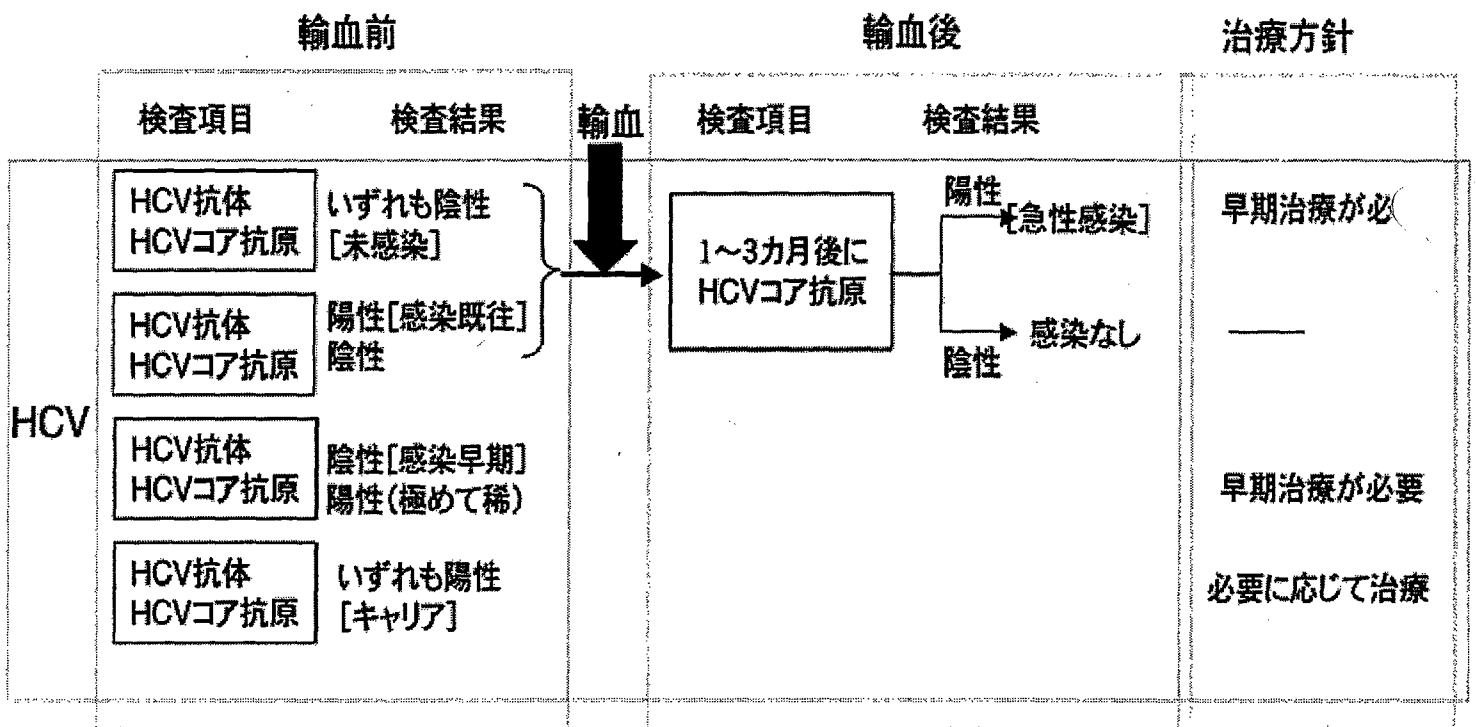 輸血前
輸血後
治療方針
検査項目
検査結果
輸血
検査項目
検査結果
HCV
HCV抗体
HCVコア抗原
いずれも陰性
[未感染]
HCV抗体
HCVコア抗原
陽性[感染既往]
陰性
HCV抗体
HCVコア抗原
陰性[感染早期]
陽性(極めて稀)
HCV抗体
HCVコア抗原
いずれも陽性
[キャリア]
1～3カ月後に
HCVコア抗原
陽性
[急性感染]
陰性
感染なし
早期治療が必
早期治療が必要
必要に応じて治療